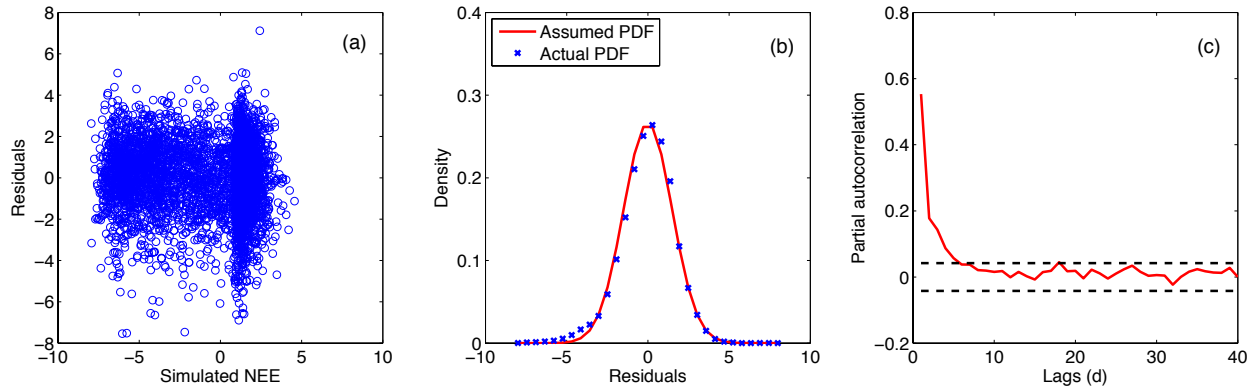 (a)
Residuals
8
6
4
2
0
−2
−4
−6
−8
−10 −5 0 5 10
Simulated NEE
(b)
Assumed PDF
Actual PDF
Density
0.4
0.3
0.2
0.1
0
−10 −5 0 5 10
Residuals
(c)
Partial autocorrelation
0.8
0.6
0.4
0.2
0
−0.2
0 10 20 30 40
Lags (d)